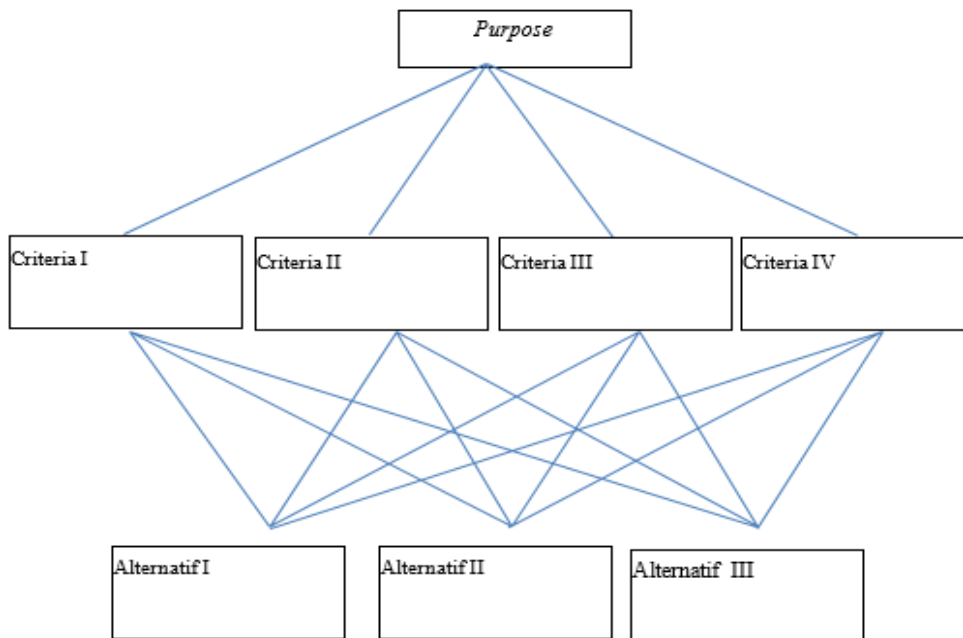 Purpose
Criteria I
Criteria II
Criteria III
Criteria IV
Alternatif I
Alternatif II
Alternatif III